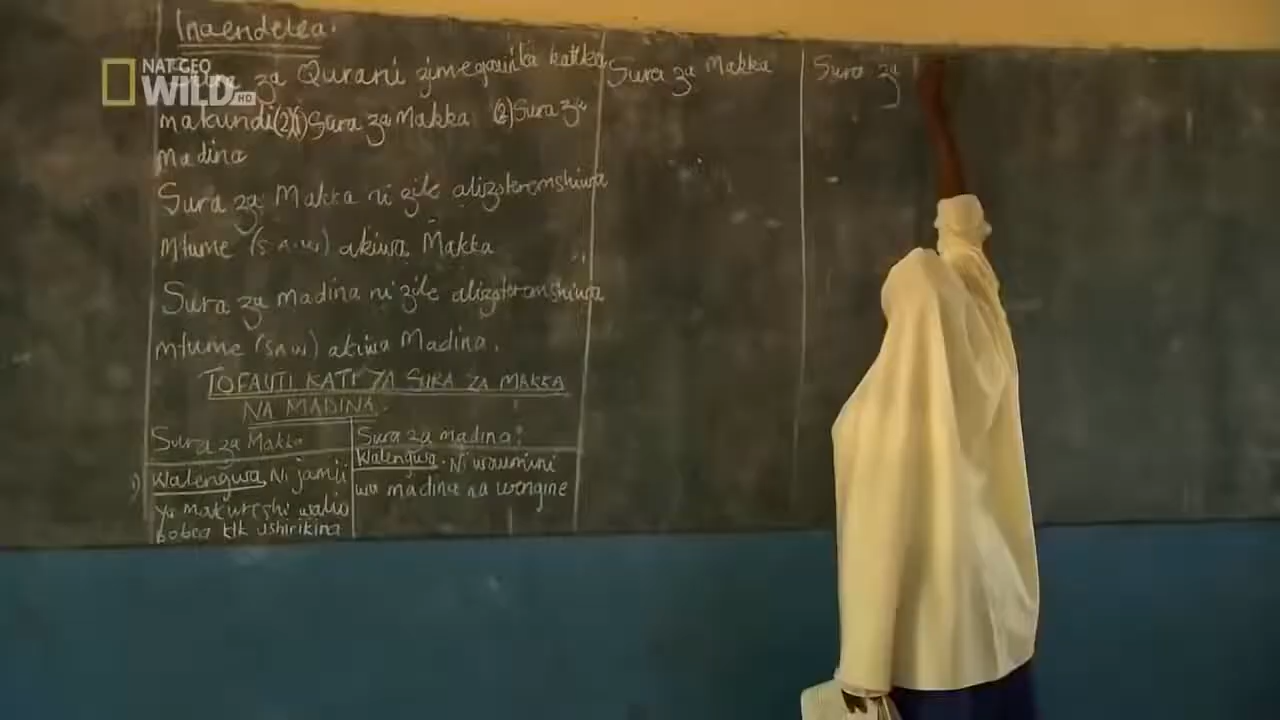 Inaendelea.
NAT GEO
WILD HD
za Qurani zimegawita katika
makundi(2)(1)Sura za Makka (2)Sura za
Madina
Sura za Makka ni zile alizoteremshiwa
Mtume (S.A.W) akiwa Makka
Sura za madina ni zile alizoteremshiwa
mtume (SAW) akiwa Madina.
TOFAUTI KATI ZA SURA ZA MAKKA
NA MADINA.
Sura za Makka
1) Walengwa, Ni jamii
ya makureshi walio
bobea ktk ushirikina
Sura za madina:
Walengwa. Ni waumini
wa madina na wengine
Sura za Makka
Sura za